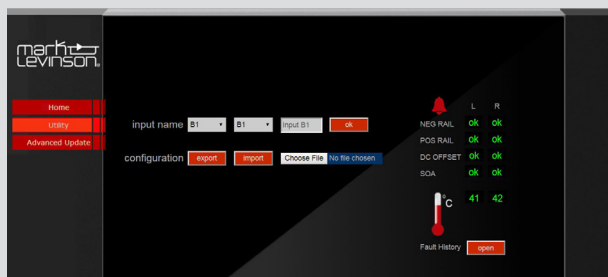 mark
Levinson®
Home
Utility
Advanced Update
input name B1 B1 Input B1 ok
configuration export import Choose File No file chosen
L R
NEG RAIL ok ok
POS RAIL ok ok
DC OFFSET ok ok
SOA ok ok
°C 41 42
Fault History open